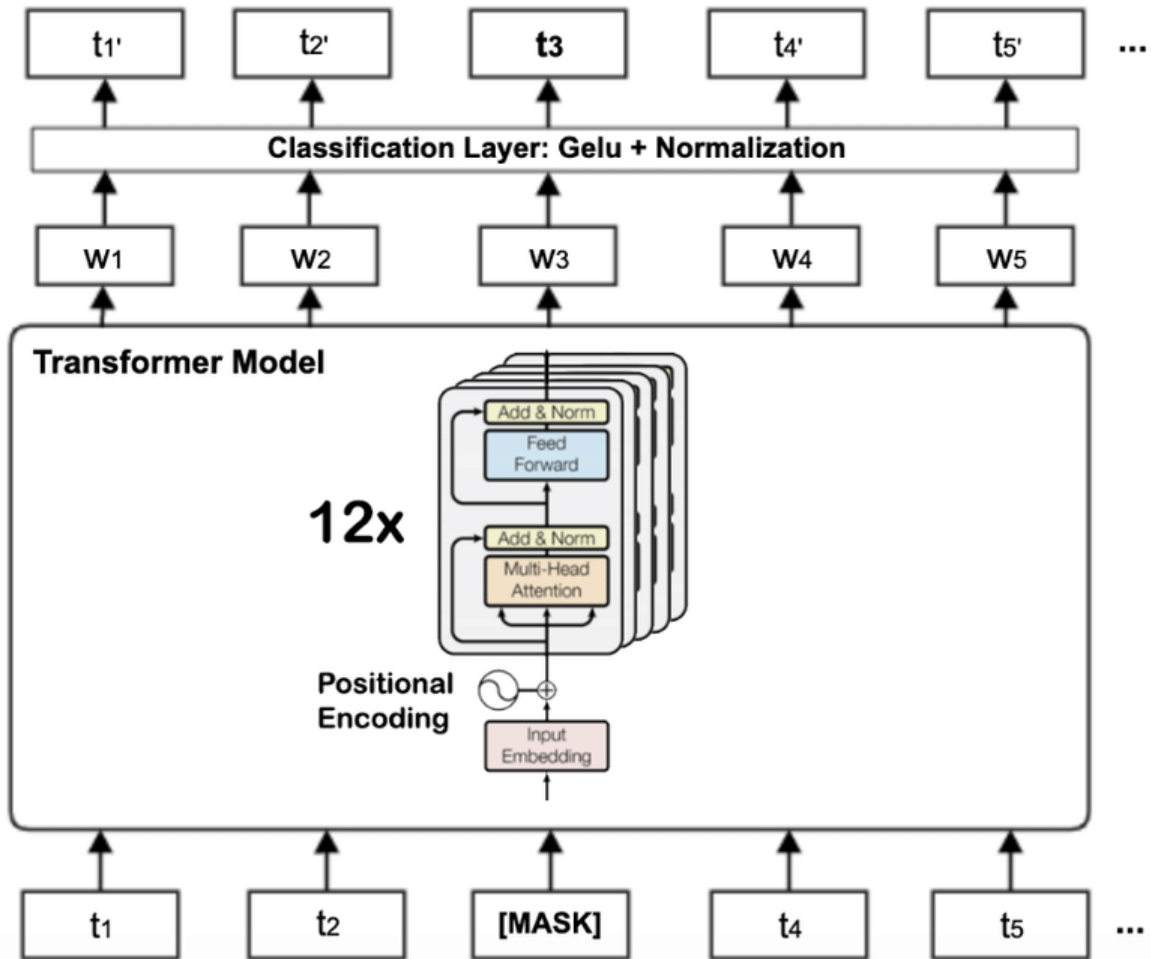 t1' t2' t3 t4' t5' ...
Classification Layer: Gelu + Normalization
w1 w2 w3 w4 w5
Transformer Model
Add & Norm
Feed
Forward
12x
Add & Norm
Multi-Head
Attention
Positional
Encoding
Input
Embedding
t1 t2 [MASK] t4 t5 ...